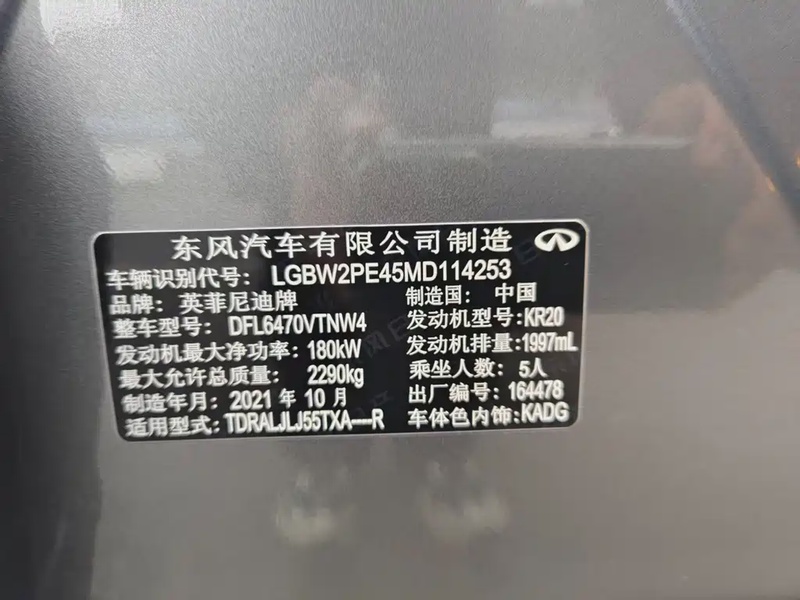 东风汽车有限公司制造
车辆识别代号: LGBW2PE45MD114253
品牌: 英菲尼迪牌 制造国: 中国
整车型号: DFL6470VTNW4 发动机型号: KR20
发动机最大净功率: 180kW 发动机排量: 1997mL
最大允许总质量: 2290kg 乘坐人数: 5人
制造年月: 2021 年 10 月 出厂编号: 164478
适用型式: TDRALJLJ55TXA----R 车体色内饰: KADG